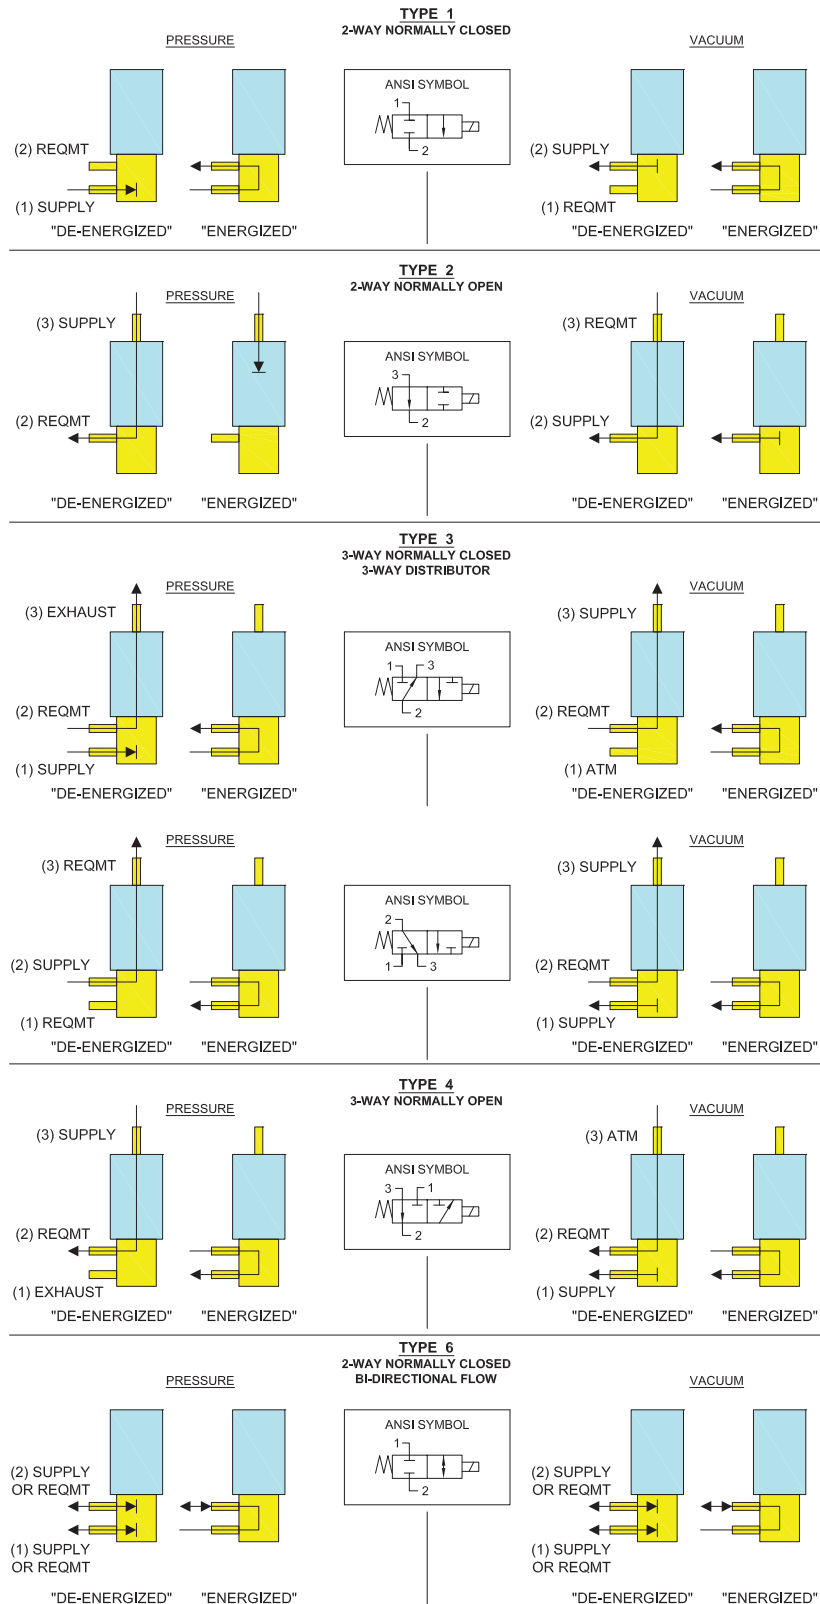 TYPE 1
2-WAY NORMALLY CLOSED
PRESSURE
VACUUM
ANSI SYMBOL
1
2
(2) REQMT
(1) SUPPLY
"DE-ENERGIZED" "ENERGIZED"
(2) SUPPLY
(1) REQMT
"DE-ENERGIZED" "ENERGIZED"
TYPE 2
2-WAY NORMALLY OPEN
PRESSURE
VACUUM
(3) SUPPLY
(2) REQMT
"DE-ENERGIZED" "ENERGIZED"
ANSI SYMBOL
3
2
(3) REQMT
(2) SUPPLY
"DE-ENERGIZED" "ENERGIZED"
TYPE 3
3-WAY NORMALLY CLOSED
3-WAY DISTRIBUTOR
PRESSURE
VACUUM
(3) EXHAUST
(2) REQMT
(1) SUPPLY
"DE-ENERGIZED" "ENERGIZED"
ANSI SYMBOL
1 3
2
(3) SUPPLY
(2) REQMT
(1) ATM
"DE-ENERGIZED" "ENERGIZED"
PRESSURE
VACUUM
(3) REQMT
(2) SUPPLY
(1) REQMT
"DE-ENERGIZED" "ENERGIZED"
ANSI SYMBOL
2
1 3
(3) SUPPLY
(2) REQMT
(1) SUPPLY
"DE-ENERGIZED" "ENERGIZED"
TYPE 4
3-WAY NORMALLY OPEN
PRESSURE
VACUUM
(3) SUPPLY
(2) REQMT
(1) EXHAUST
"DE-ENERGIZED" "ENERGIZED"
ANSI SYMBOL
3 1
2
(3) ATM
(2) REQMT
(1) SUPPLY
"DE-ENERGIZED" "ENERGIZED"
TYPE 6
2-WAY NORMALLY CLOSED
BI-DIRECTIONAL FLOW
PRESSURE
VACUUM
(2) SUPPLY
OR REQMT
(1) SUPPLY
OR REQMT
"DE-ENERGIZED" "ENERGIZED"
ANSI SYMBOL
1
2
(2) SUPPLY
OR REQMT
(1) SUPPLY
OR REQMT
"DE-ENERGIZED" "ENERGIZED"